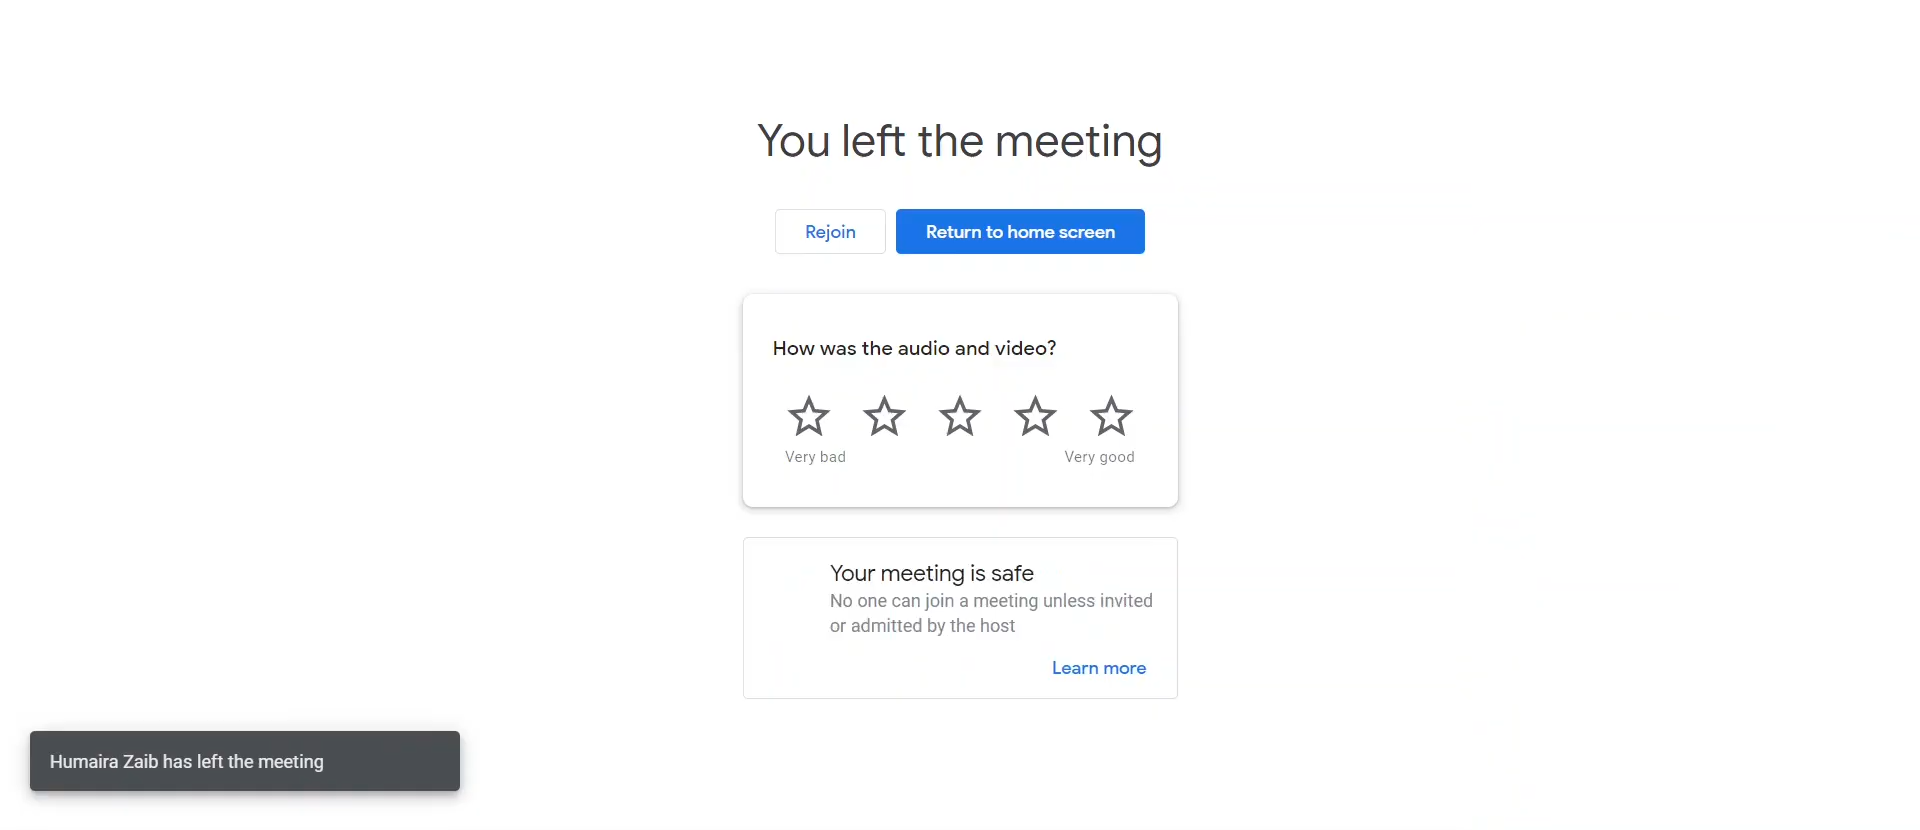 You left the meeting
Rejoin
Return to home screen
How was the audio and video?
Very bad
Very good
Your meeting is safe
No one can join a meeting unless invited
or admitted by the host
Learn more
Humaira Zaib has left the meeting